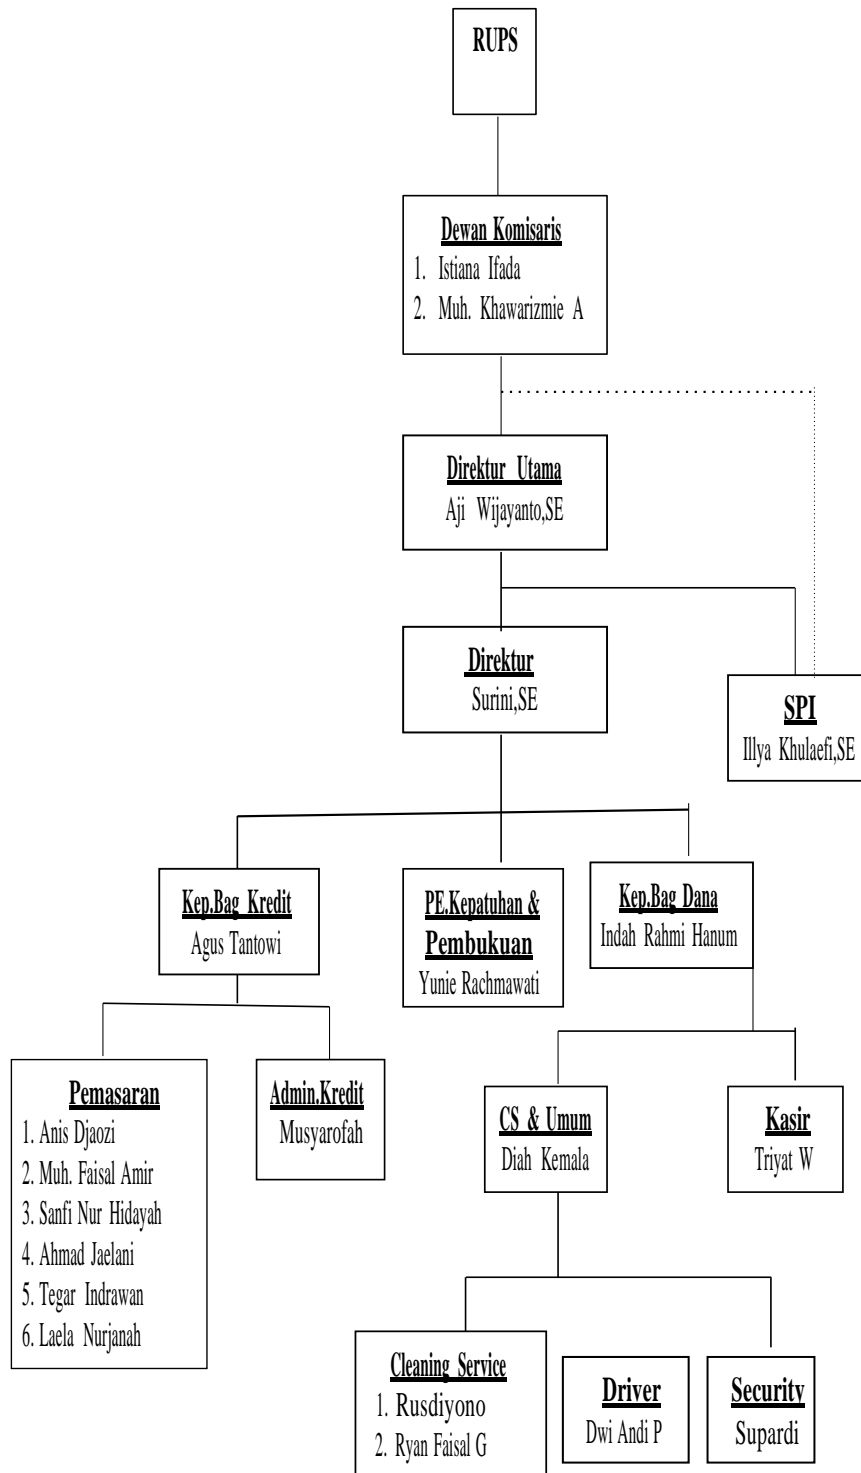 RUPS
Dewan Komisaris
1. Istiana Ifada
2. Muh. Khawarizmie A
Direktur Utama
Aji Wijayanto,SE
Direktur
Surini,SE
SPI
Illya Khulaefi,SE
Kep.Bag Kredit
Agus Tantowi
PE.Kepatuhan &
Pembukuan
Yunie Rachmawati
Kep.Bag Dana
Indah Rahmi Hanum
Pemasaran
1. Anis Djaozi
2. Muh. Faisal Amir
3. Sanfi Nur Hidayah
4. Ahmad Jaelani
5. Tegar Indrawan
6. Laela Nurjanah
Admin.Kredit
Musyarofah
CS & Umum
Diah Kemala
Kasir
Triyat W
Cleaning Service
1. Rusdiyono
2. Ryan Faisal G
Driver
Dwi Andi P
Security
Supardi